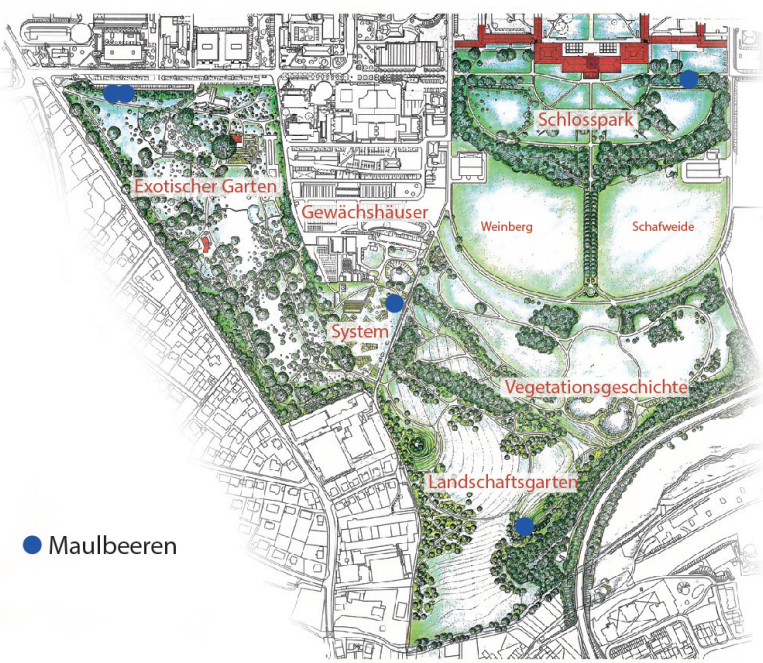 Schlosspark
Exotischer Garten
Gewächshäuser
Weinberg
Schafweide
System
Vegetationsgeschichte
Landschaftsgarten
Maulbeeren